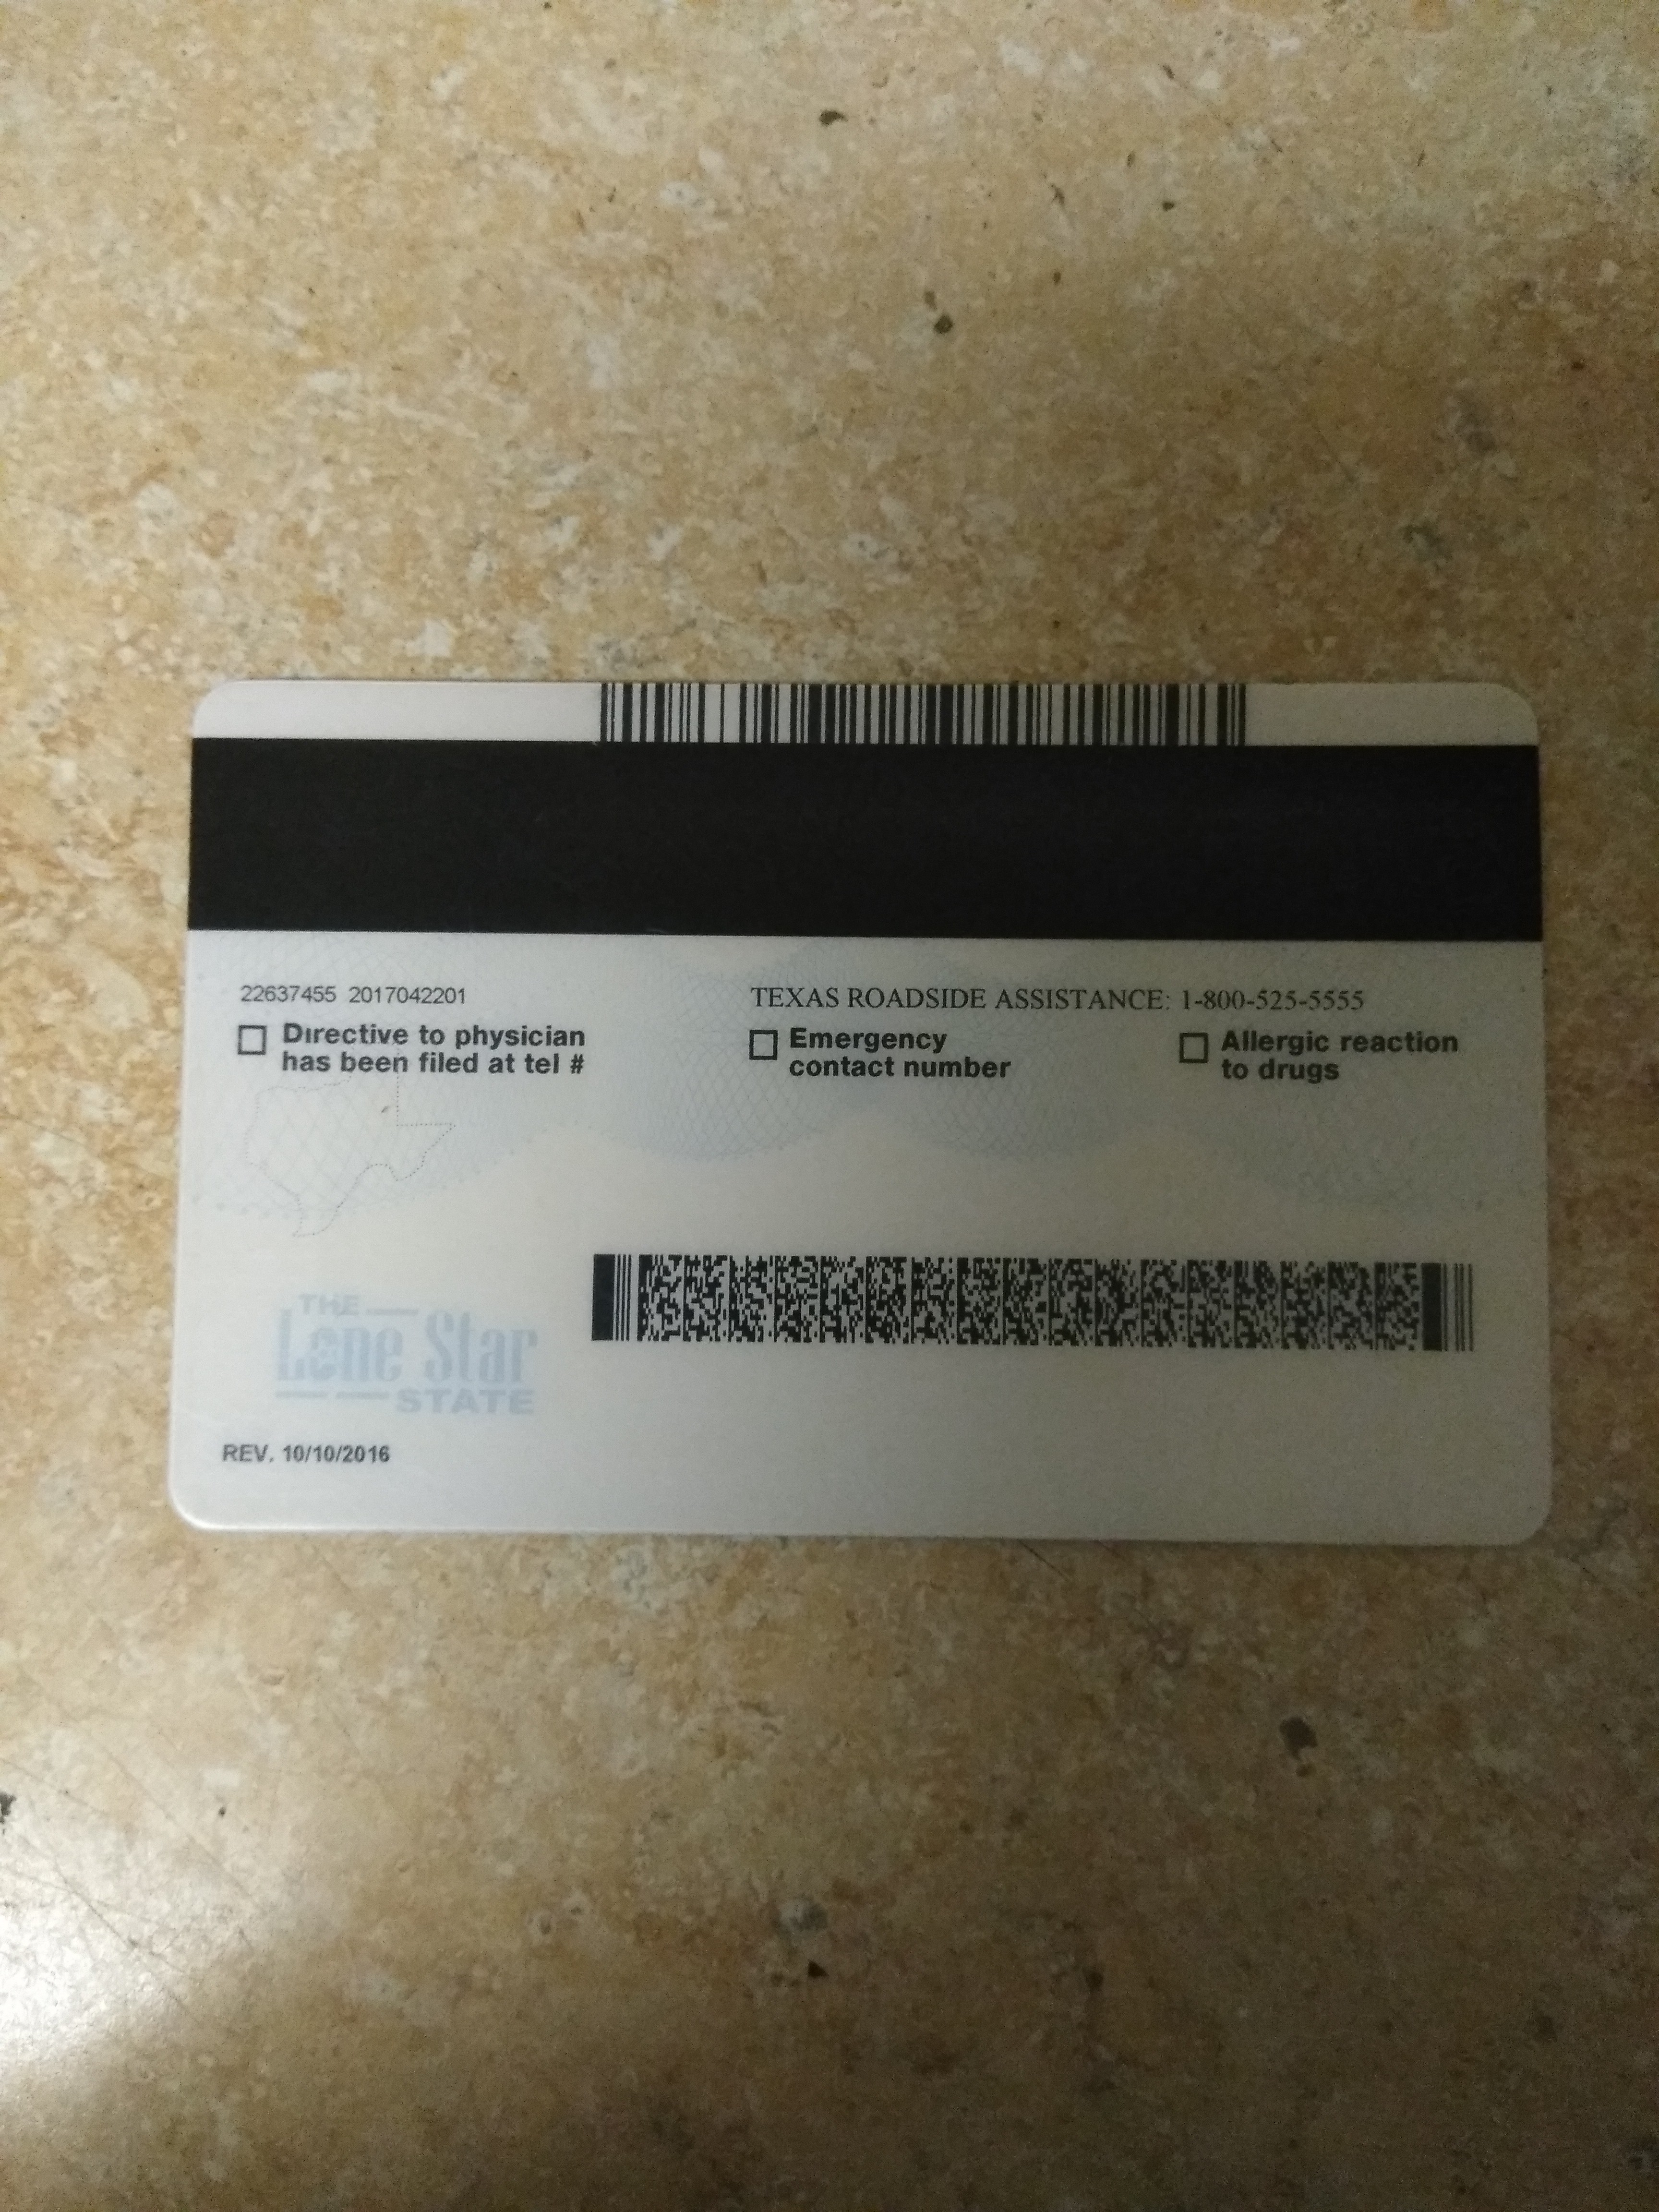 22637455 2017042201
TEXAS ROADSIDE ASSISTANCE: 1-800-525-5555
Directive to physician
has been filed at tel #
Emergency
contact number
Allergic reaction
to drugs
THE
Lone Star
STATE
REV. 10/10/2016